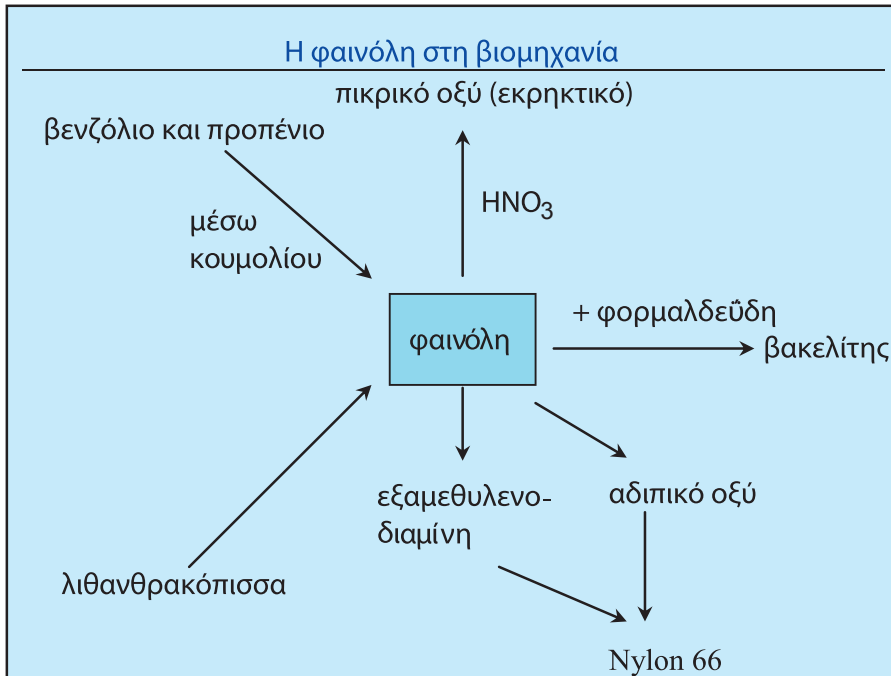 Η φαινόλη στη βιομηχανία
πικρικό οξύ (εκρηκτικό)
βενζόλιο και προπένιο
HNO3
μέσω
κουμολίου
+ φορμαλδεΰδη
φαινόλη
βακελίτης
εξαμεθυλενο-
διαμίνη
αδιπικό οξύ
λιθανθρακόπισσα
Nylon 66